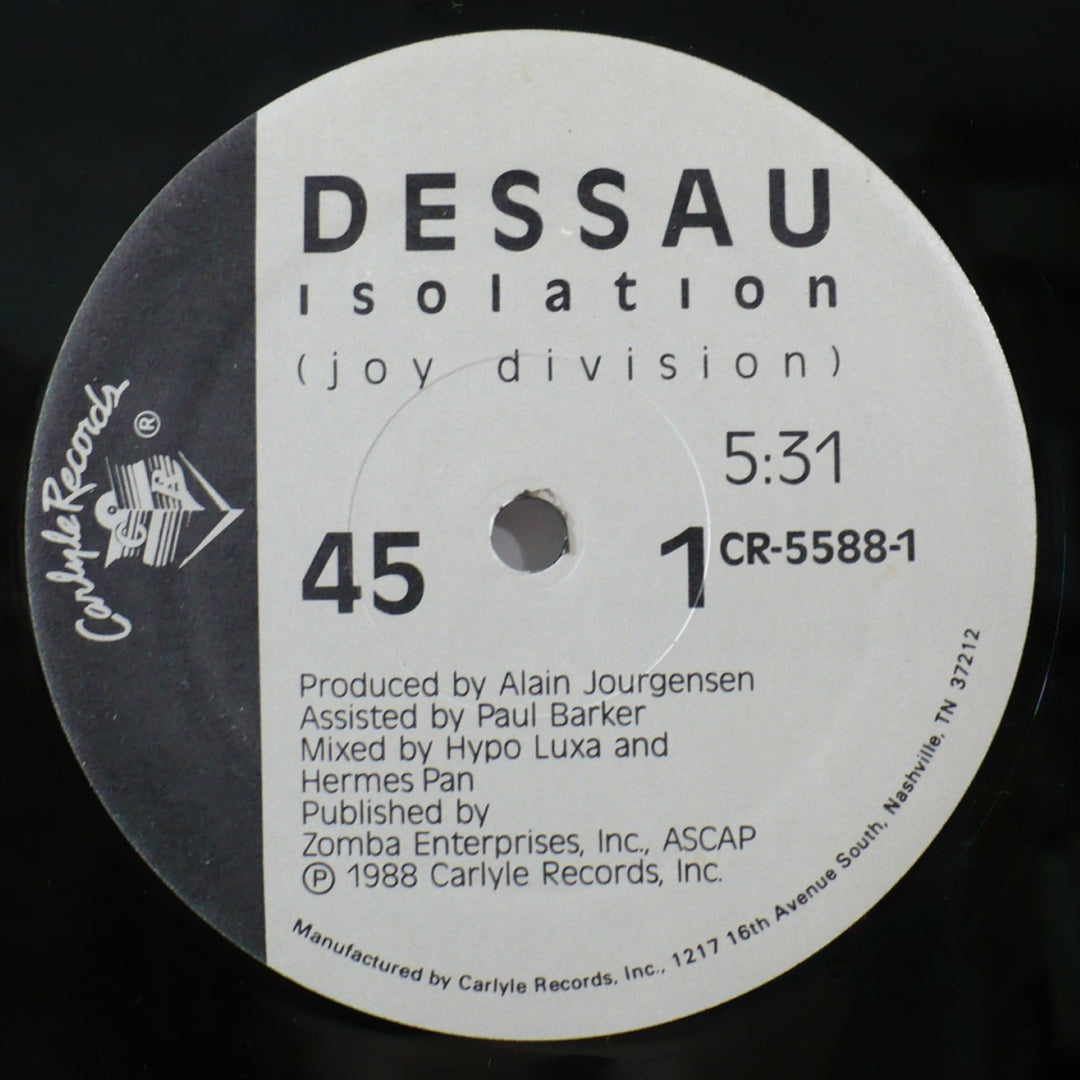 DESSAU
isolation
(joy division)
5:31
45
1 CR-5588-1
Produced by Alain Jourgensen
Assisted by Paul Barker
Mixed by Hypo Luxa and
Hermes Pan
Published by
Zomba Enterprises, Inc., ASCAP
Ⓟ 1988 Carlyle Records, Inc.
Manufactured by Carlyle Records, Inc., 1217 16th Avenue South, Nashville, TN 37212
Carlyle Records
®